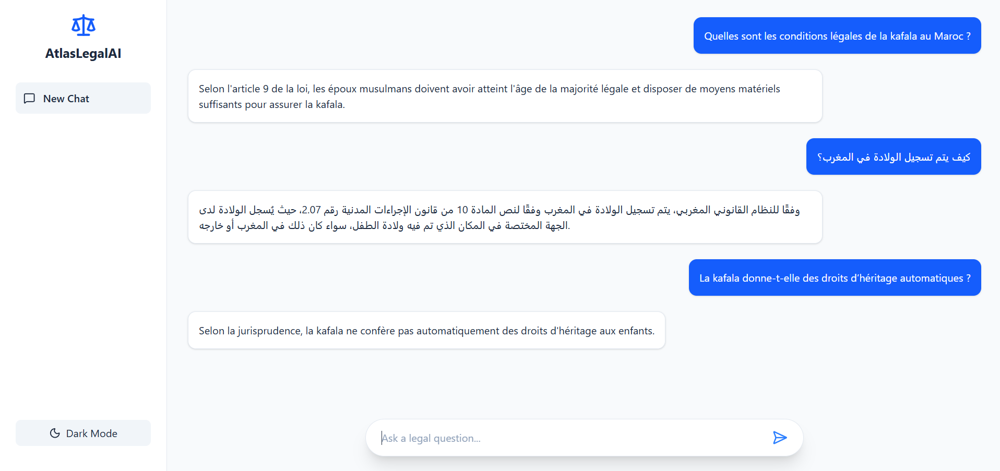 AtlasLegalAI
New Chat
Dark Mode
Quelles sont les conditions légales de la kafala au Maroc ?
Selon l'article 9 de la loi, les époux musulmans doivent avoir atteint l'âge de la majorité légale et disposer de moyens matériels
suffisants pour assurer la kafala.
كيف يتم تسجيل الولادة في المغرب؟
وفقًا للنظام القانوني المغربي، يتم تسجيل الولادة في المغرب وفقًا لنص المادة 10 من قانون الإجراءات المدنية رقم 2.07، حيث يُسجل الولادة لدى
الجهة المختصة في المكان الذي تم فيه ولادة الطفل، سواء كان ذلك في المغرب أو خارجه.
La kafala donne-t-elle des droits d’héritage automatiques ?
Selon la jurisprudence, la kafala ne confère pas automatiquement des droits d'héritage aux enfants.
Ask a legal question...